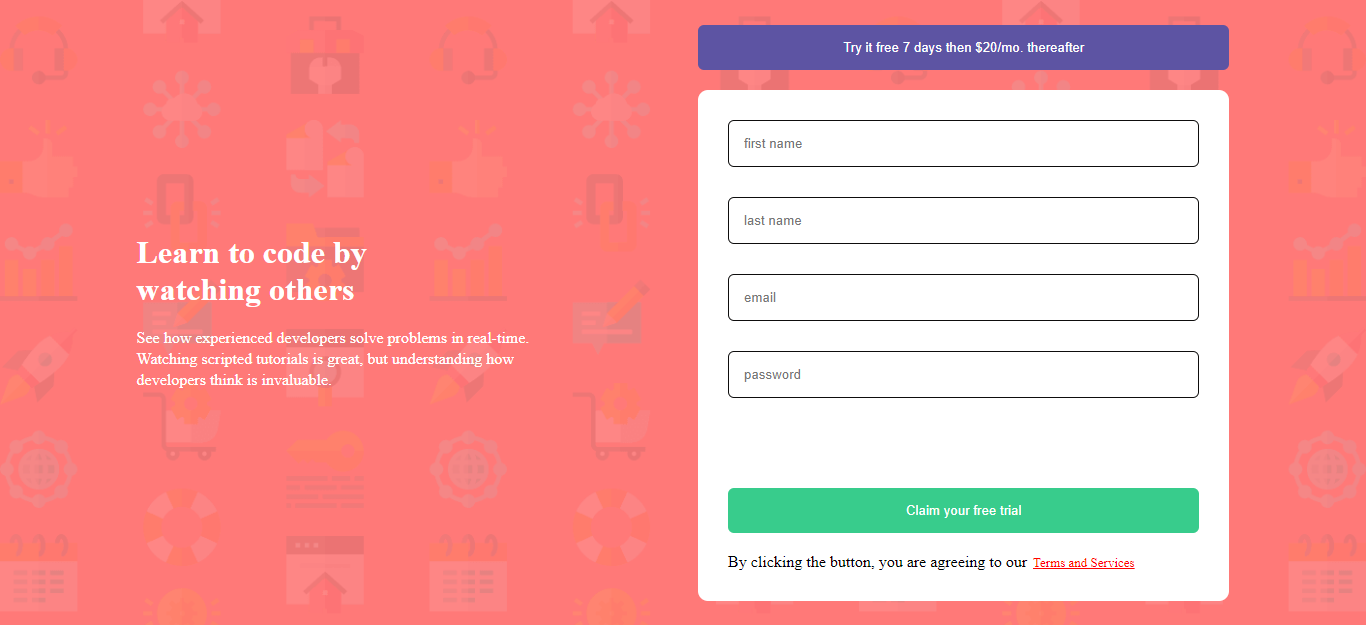 Learn to code by
watching others
See how experienced developers solve problems in real-time.
Watching scripted tutorials is great, but understanding how
developers think is invaluable.
Try it free 7 days then $20/mo. thereafter
first name
last name
email
password
Claim your free trial
By clicking the button, you are agreeing to our Terms and Services